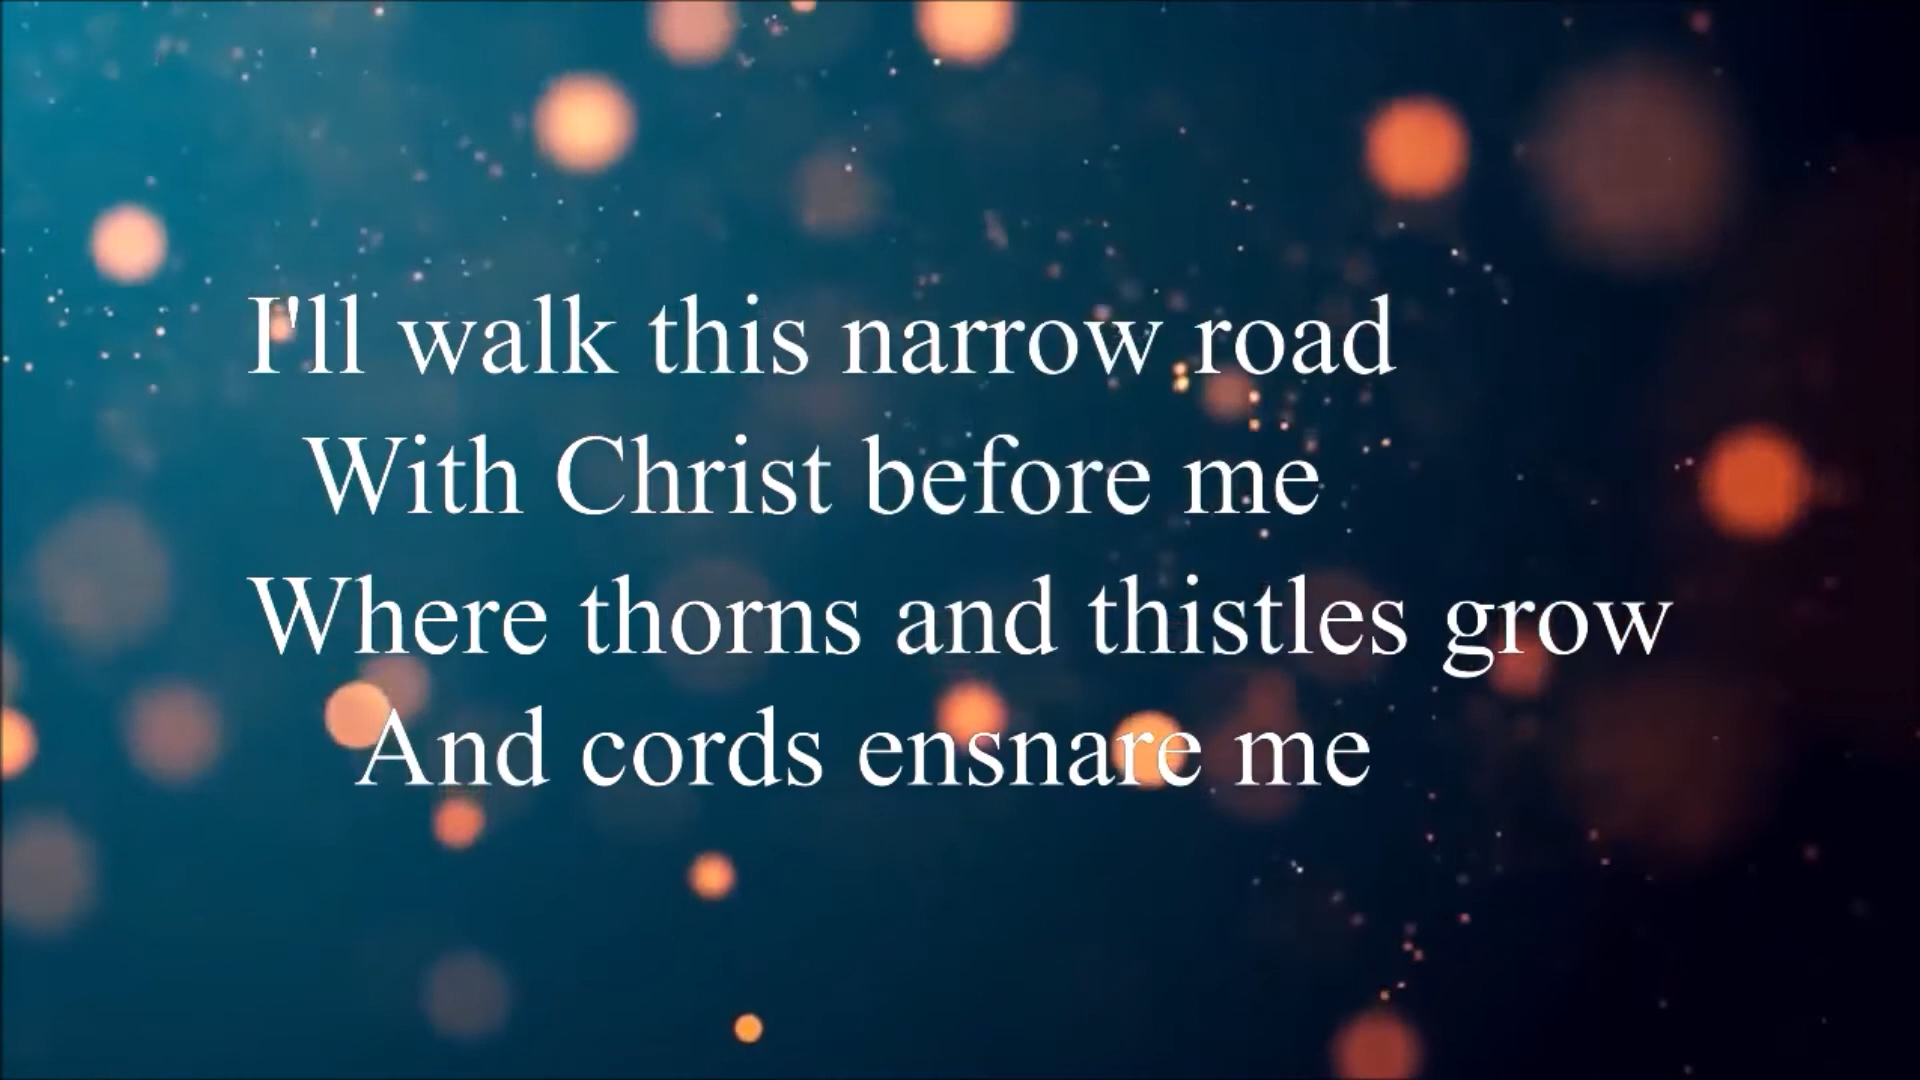 I'll walk this narrow road
With Christ before me
Where thorns and thistles grow
And cords ensnare me